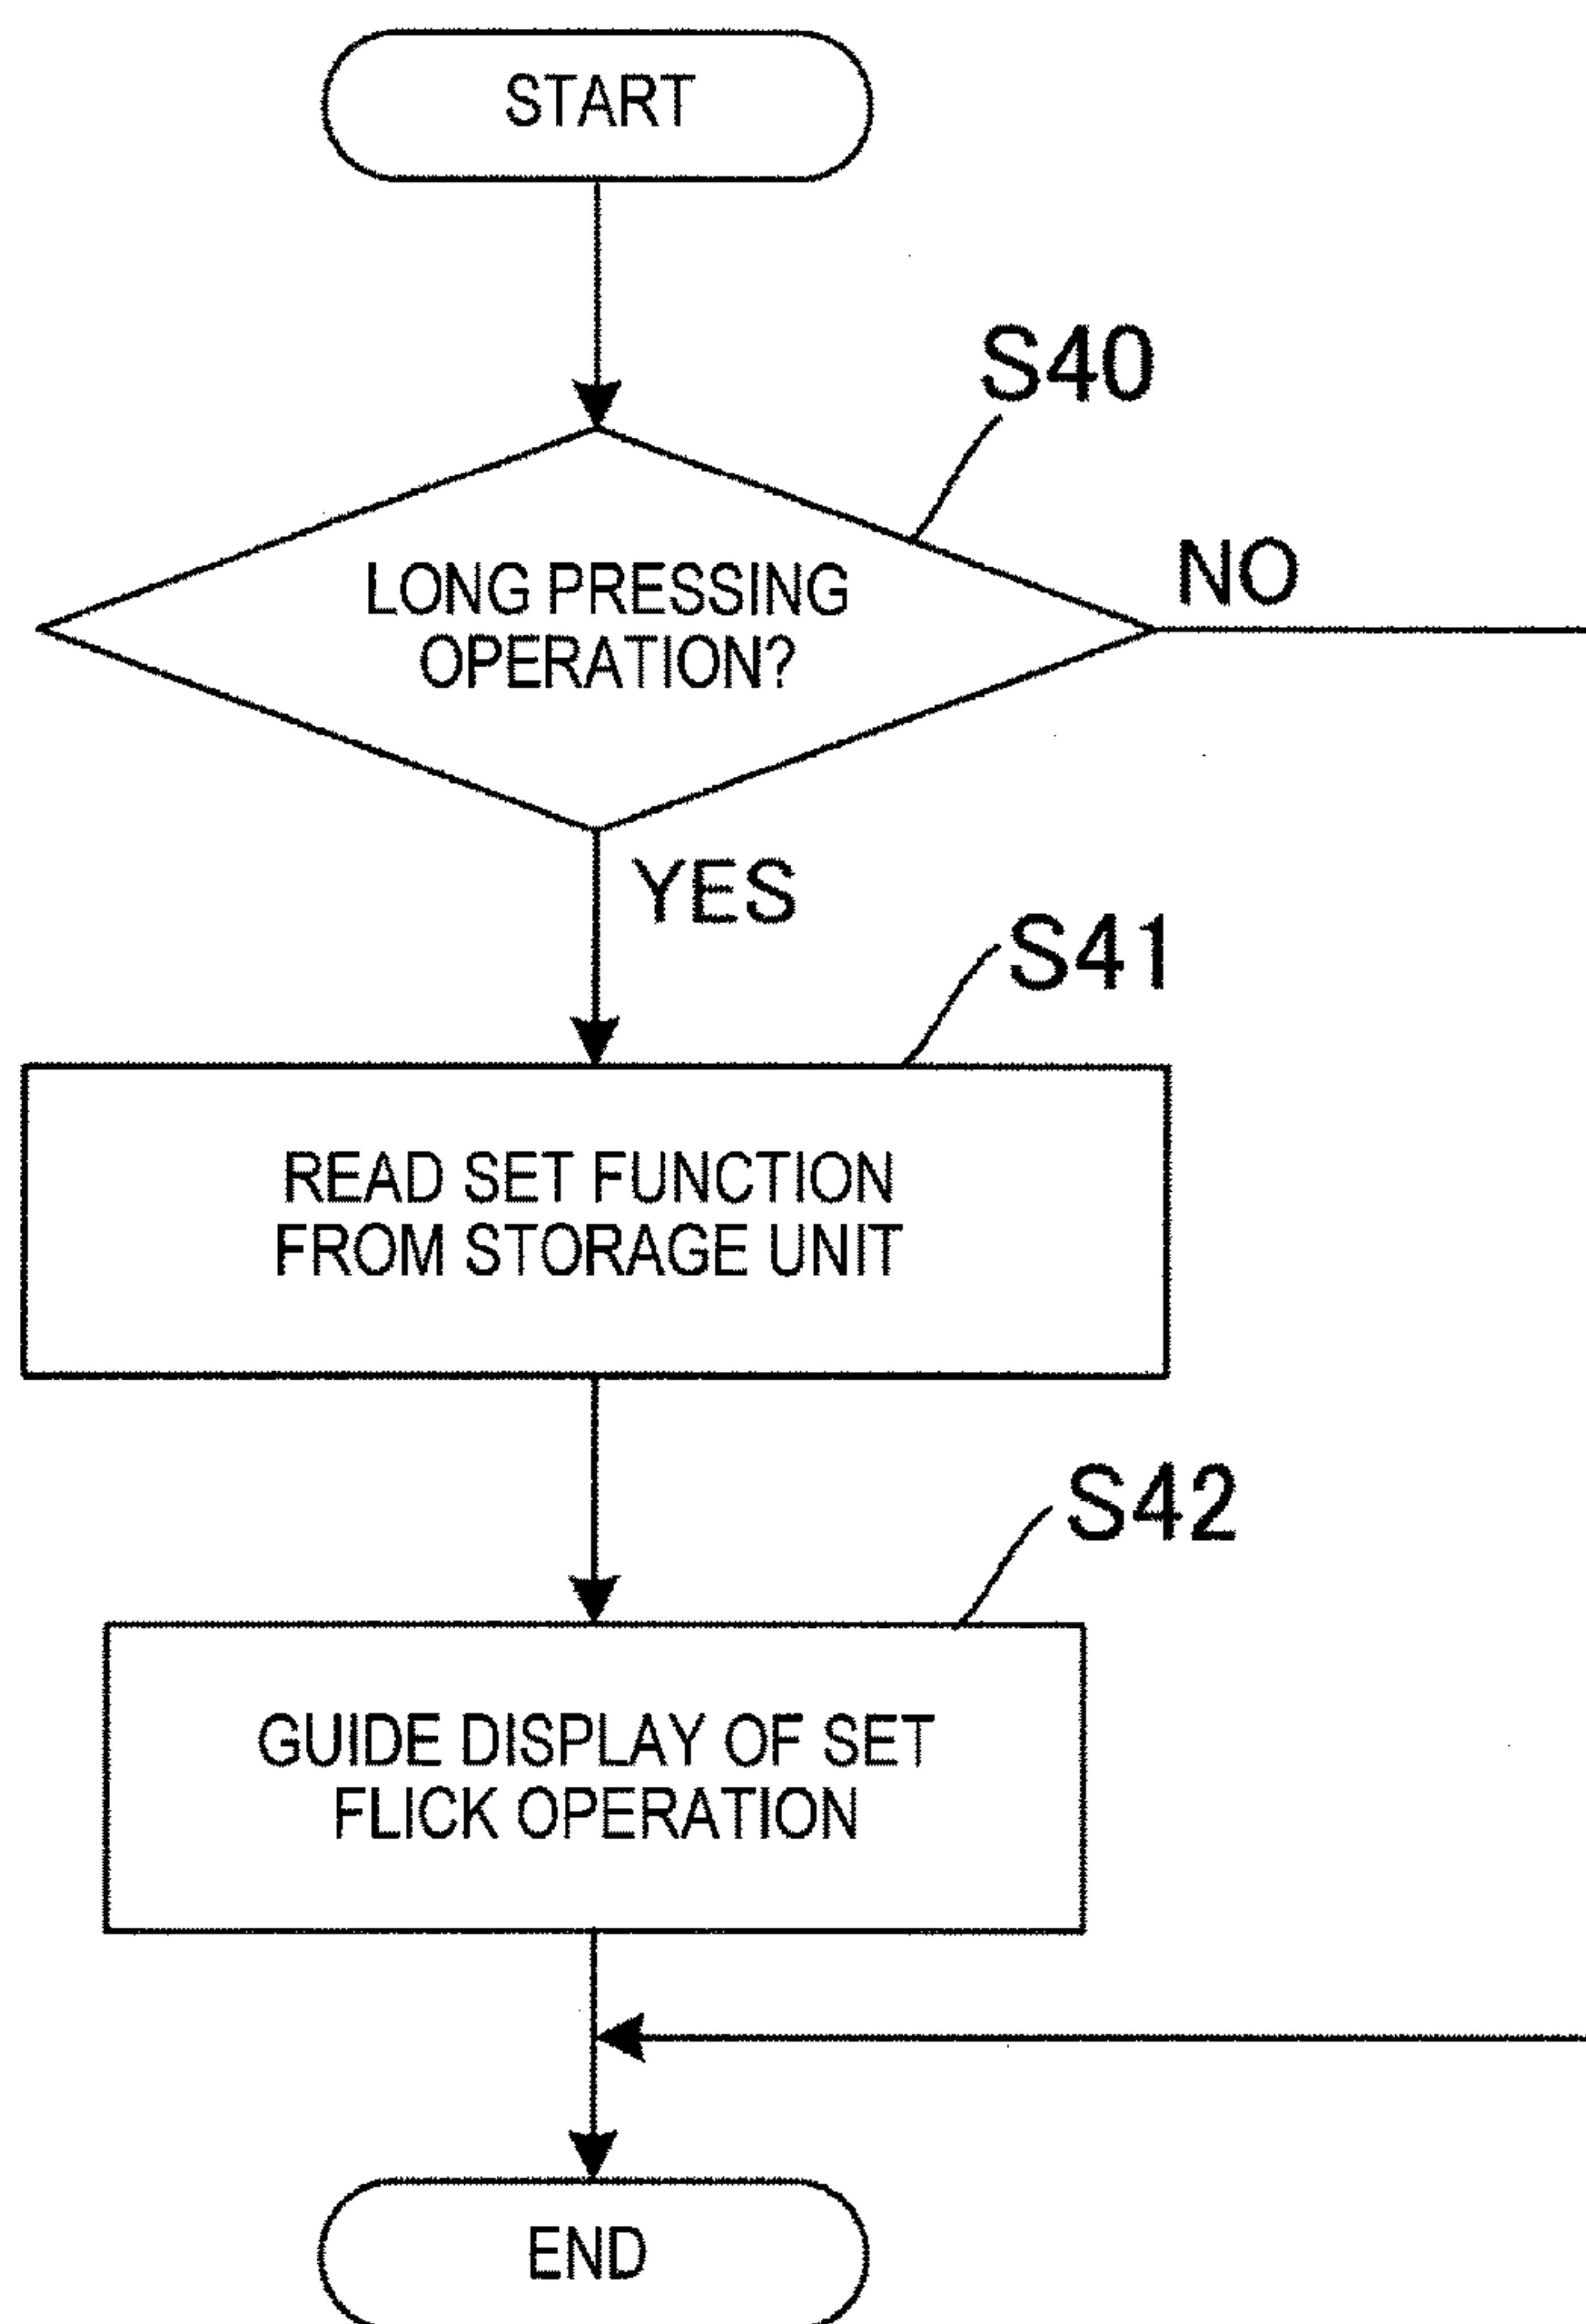 START
S40
LONG PRESSING
OPERATION?
NO
YES
S41
READ SET FUNCTION
FROM STORAGE UNIT
S42
GUIDE DISPLAY OF SET
FLICK OPERATION
END